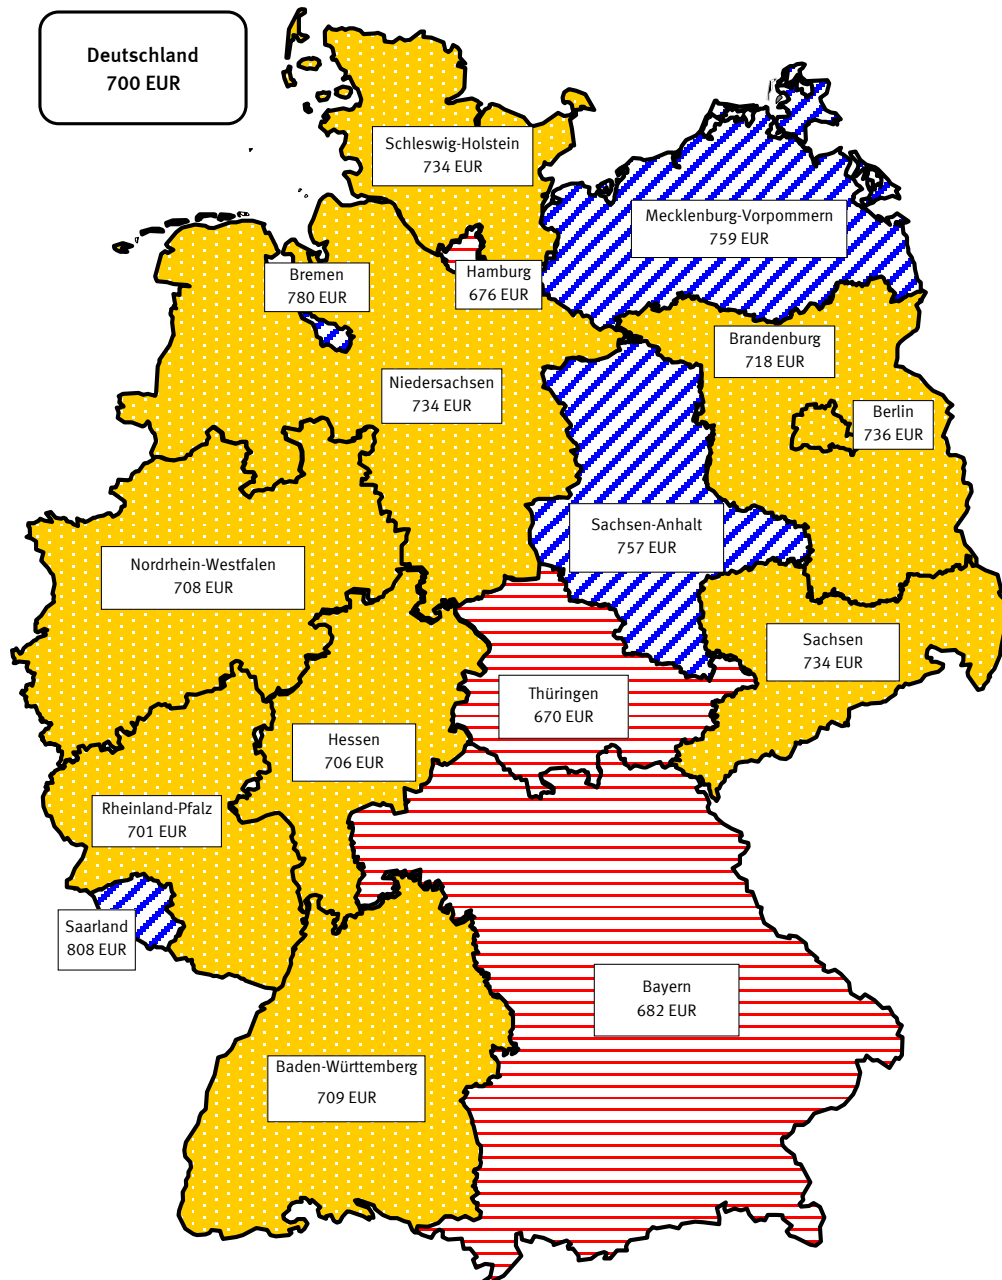 Deutschland
700 EUR
Schleswig-Holstein
734 EUR
Mecklenburg-Vorpommern
759 EUR
Hamburg
676 EUR
Bremen
780 EUR
Brandenburg
718 EUR
Niedersachsen
734 EUR
Berlin
736 EUR
Sachsen-Anhalt
757 EUR
Nordrhein-Westfalen
708 EUR
Sachsen
734 EUR
Thüringen
670 EUR
Hessen
706 EUR
Rheinland-Pfalz
701 EUR
Saarland
808 EUR
Bayern
682 EUR
Baden-Württemberg
709 EUR